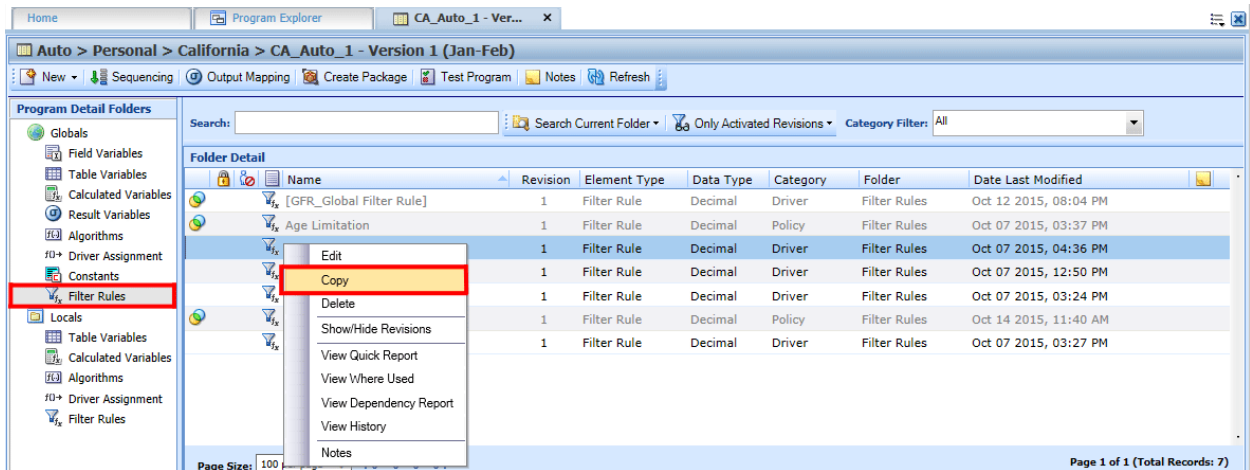 Home Program Explorer CA_Auto_1 - Ver... x
Auto > Personal > California > CA_Auto_1 - Version 1 (Jan-Feb)
New Sequencing Output Mapping Create Package Test Program Notes Refresh
Program Detail Folders
Globals
Field Variables
Table Variables
Calculated Variables
Result Variables
Algorithms
Driver Assignment
Constants
Filter Rules
Locals
Table Variables
Calculated Variables
Algorithms
Driver Assignment
Filter Rules
Search: Search Current Folder Only Activated Revisions Category Filter: All
Folder Detail
Name Revision Element Type Data Type Category Folder Date Last Modified
[GFR_Global Filter Rule] 1 Filter Rule Decimal Driver Filter Rules Oct 12 2015, 08:04 PM
Age Limitation 1 Filter Rule Decimal Policy Filter Rules Oct 07 2015, 03:37 PM
1 Filter Rule Decimal Driver Filter Rules Oct 07 2015, 04:36 PM
1 Filter Rule Decimal Driver Filter Rules Oct 07 2015, 12:50 PM
1 Filter Rule Decimal Driver Filter Rules Oct 07 2015, 03:24 PM
1 Filter Rule Decimal Policy Filter Rules Oct 14 2015, 11:40 AM
1 Filter Rule Decimal Driver Filter Rules Oct 07 2015, 03:27 PM
Edit
Copy
Delete
Show/Hide Revisions
View Quick Report
View Where Used
View Dependency Report
View History
Notes
Page Size: 100 Page 1 of 1 (Total Records: 7)